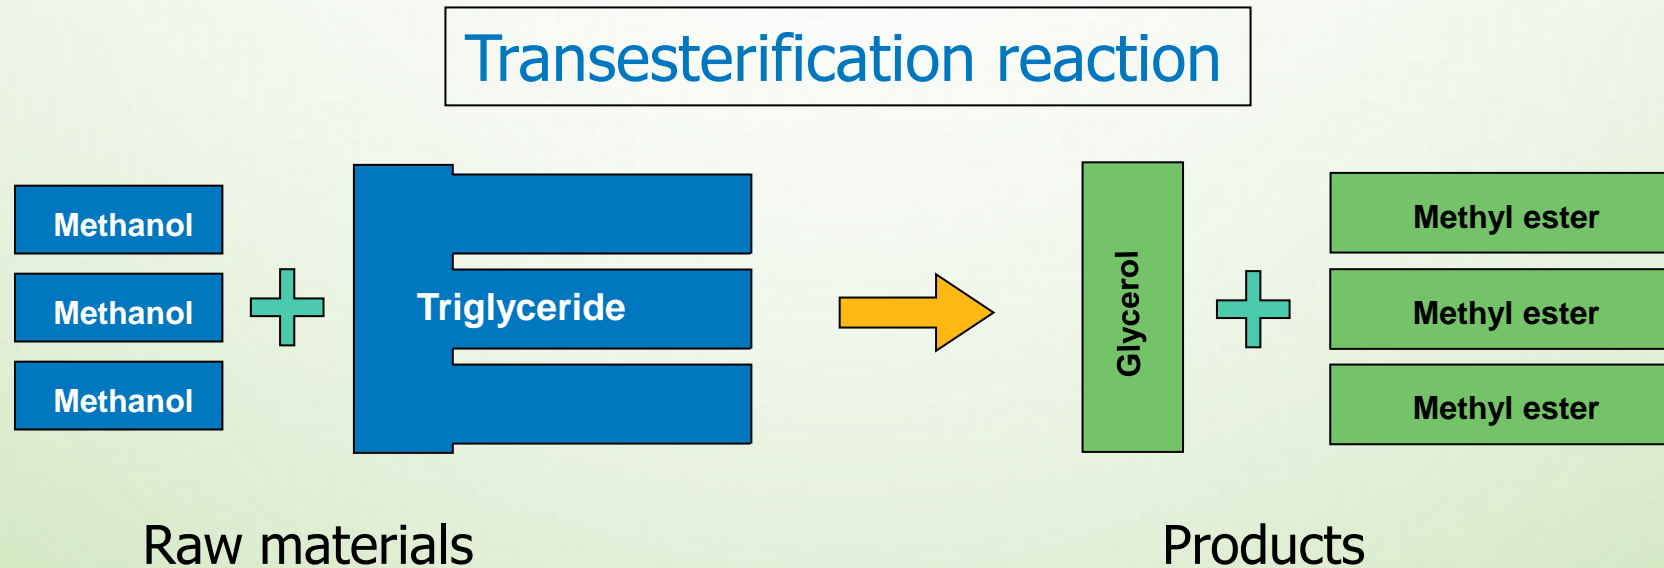 Transesterification reaction
Methanol
Methanol
Methanol
Triglyceride
Glycerol
Methyl ester
Methyl ester
Methyl ester
Raw materials
Products